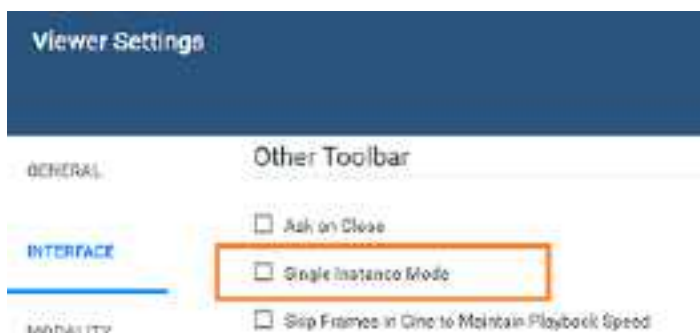 Viewer Settings
GENERAL
Other Toolbar
Ask on Close
INTERFACE
Single Instance Mode
MODALITY
Skip Frames in Cine to Maintain Playback Speed